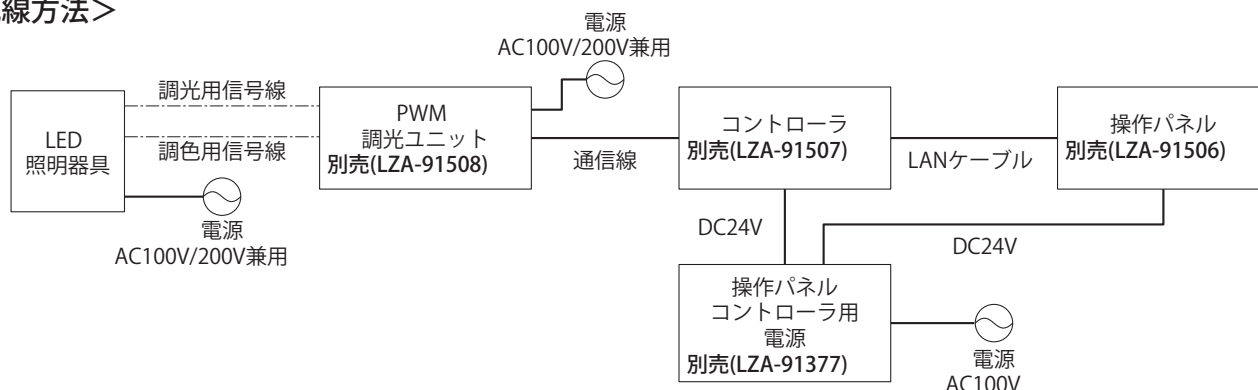 線方法＞
電源
AC100V/200V兼用
調光用信号線
調色用信号線
LED
照明器具
電源
AC100V/200V兼用
PWM
調光ユニット
別売(LZA-91508)
通信線
コントローラ
別売(LZA-91507)
LANケーブル
操作パネル
別売(LZA-91506)
DC24V
DC24V
操作パネル
コントローラ用
電源
別売(LZA-91377)
電源
AC100V